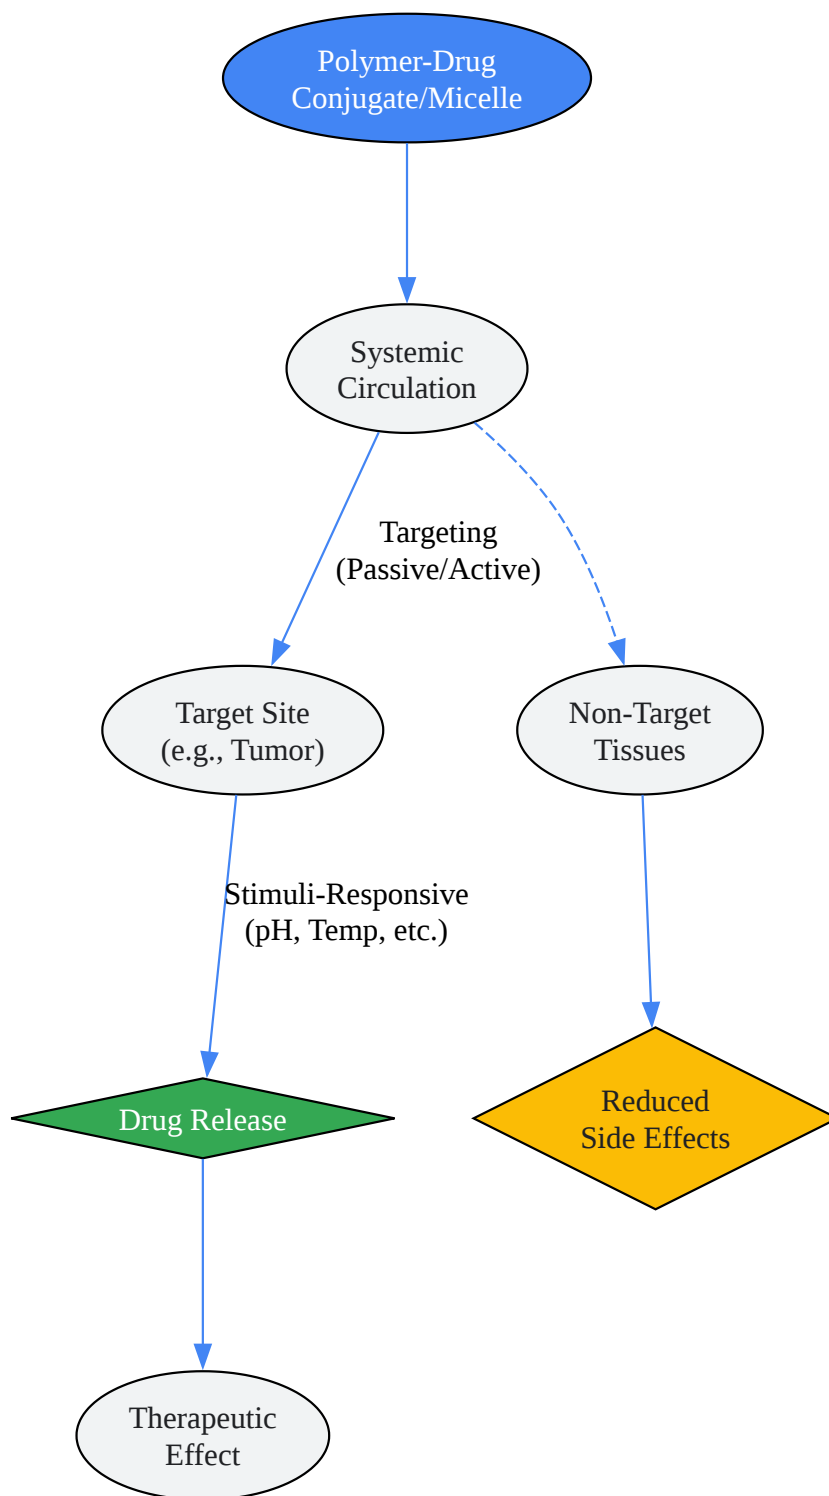 Polymer-Drug
Conjugate/Micelle
Systemic
Circulation
Targeting
(Passive/Active)
Target Site
(e.g., Tumor)
Non-Target
Tissues
Stimuli-Responsive
(pH, Temp, etc.)
Drug Release
Reduced
Side Effects
Therapeutic
Effect